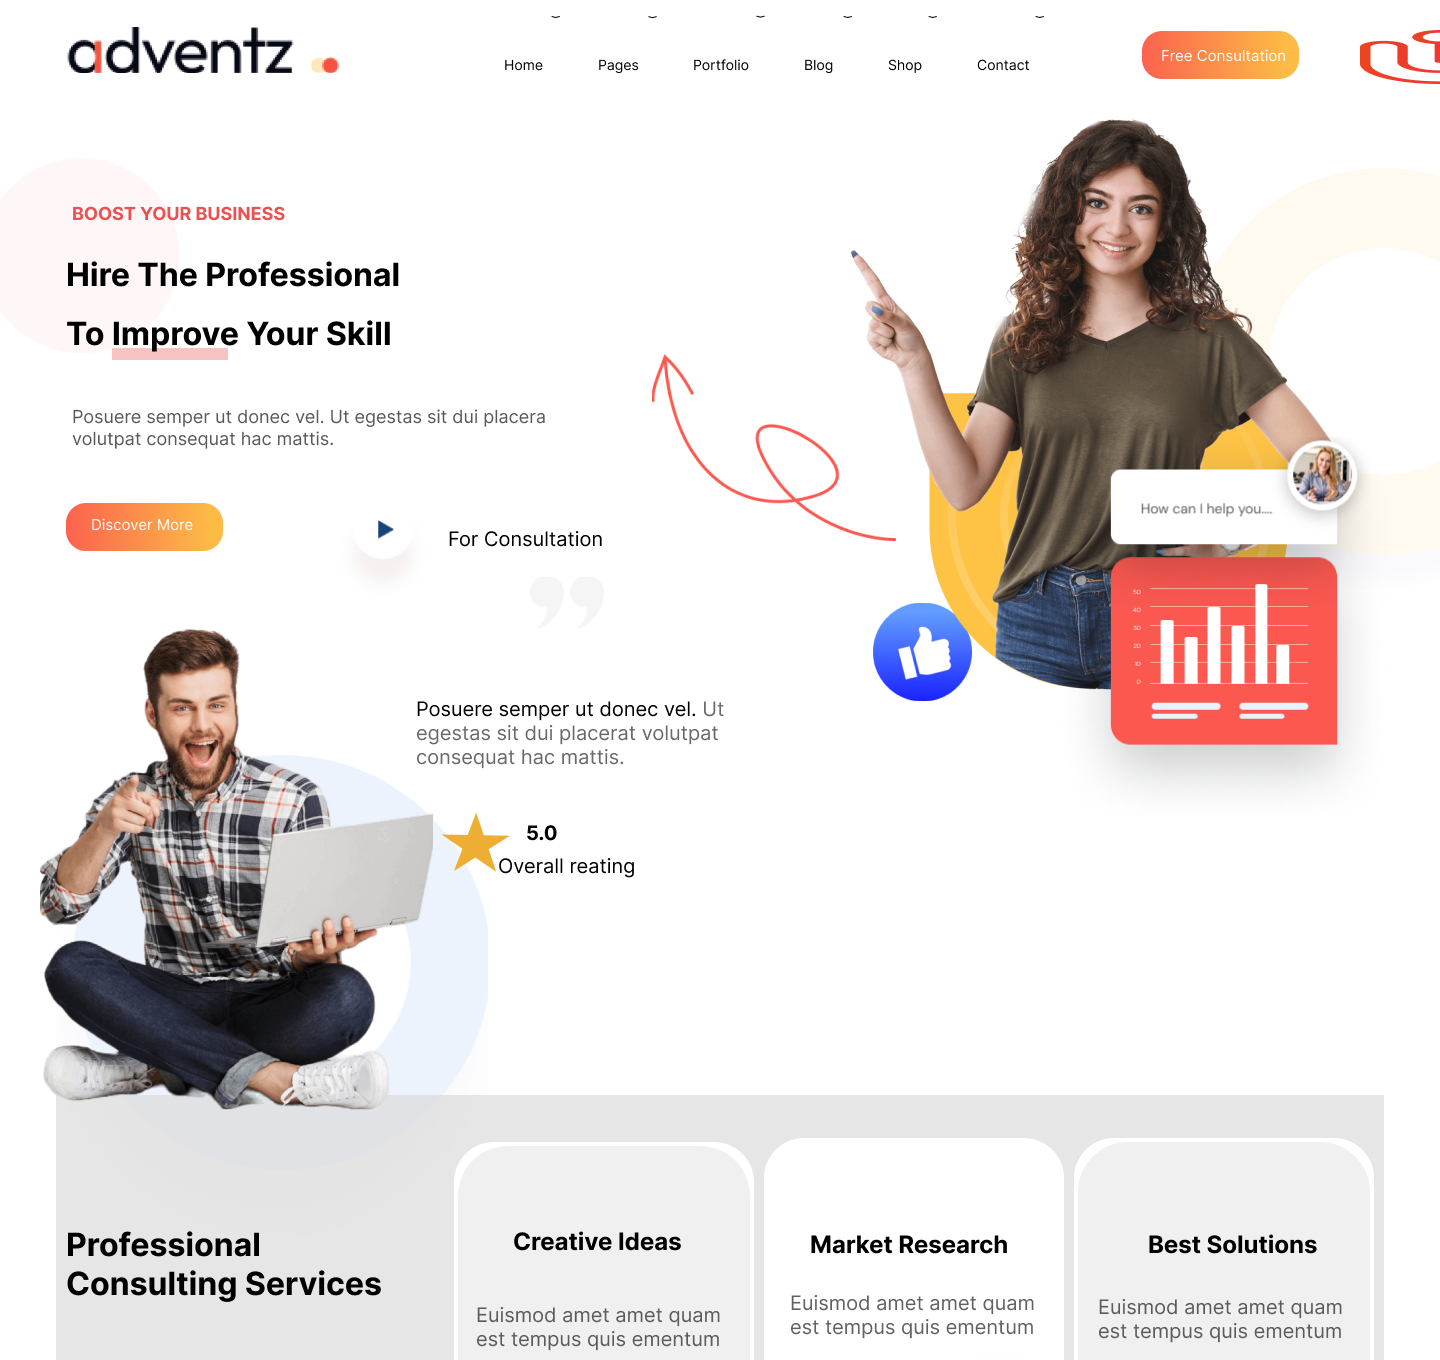 adventz
Home Pages Portfolio Blog Shop Contact
Free Consultation
BOOST YOUR BUSINESS
Hire The Professional
To Improve Your Skill
Posuere semper ut donec vel. Ut egestas sit dui placera
volutpat consequat hac mattis.
Discover More
For Consultation
How can I help you....
50
40
30
20
10
0
Posuere semper ut donec vel. Ut
egestas sit dui placerat volutpat
consequat hac mattis.
5.0
Overall reating
Professional
Consulting Services
Creative Ideas
Euismod amet amet quam
est tempus quis ementum
Market Research
Euismod amet amet quam
est tempus quis ementum
Best Solutions
Euismod amet amet quam
est tempus quis ementum